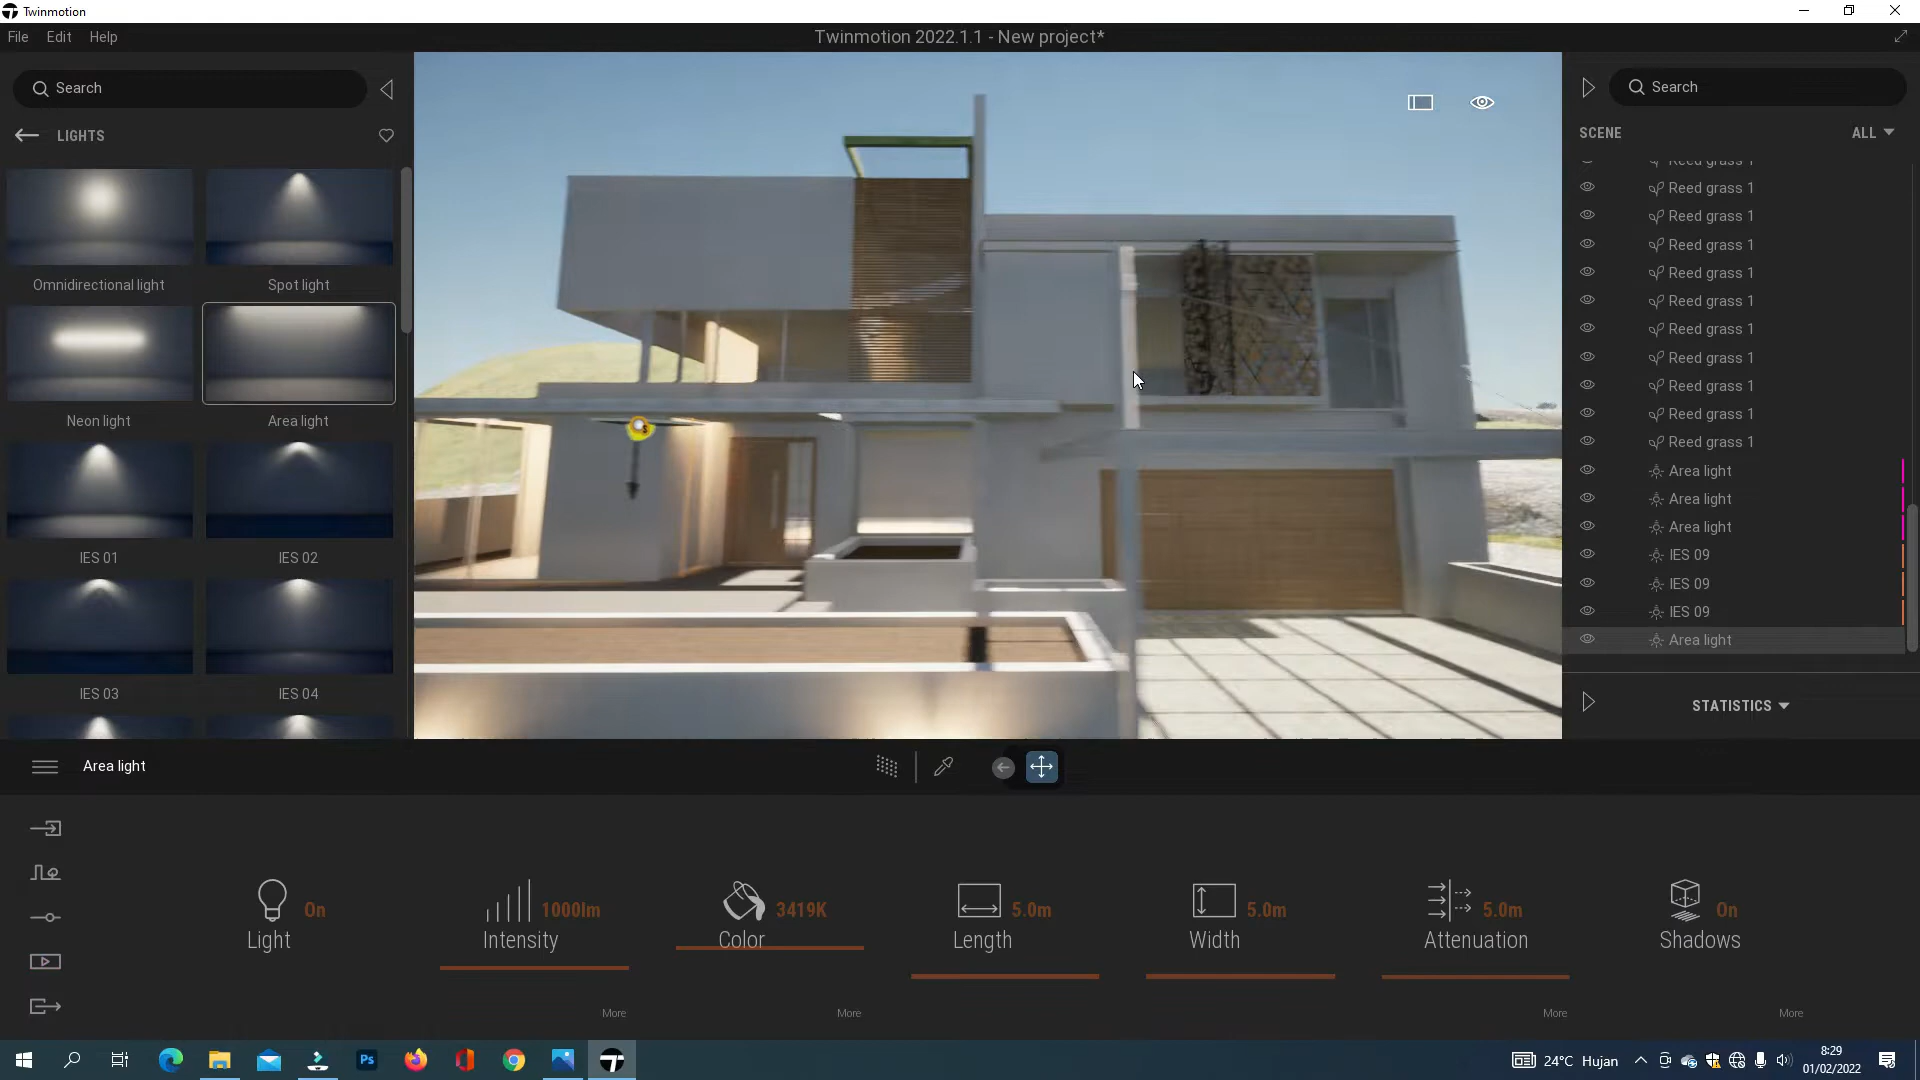 Twinmotion
File Edit Help
Twinmotion 2022.1.1 - New project*
Search
LIGHTS
Omnidirectional light
Spot light
Neon light
Area light
IES 01
IES 02
IES 03
IES 04
Search
SCENE
ALL
Reed grass 1
Reed grass 1
Reed grass 1
Reed grass 1
Reed grass 1
Reed grass 1
Reed grass 1
Reed grass 1
Reed grass 1
Reed grass 1
Reed grass 1
Area light
Area light
Area light
IES 09
IES 09
IES 09
Area light
STATISTICS
Area light
On
Light
1000lm
Intensity
More
3419K
Color
More
5.0m
Length
5.0m
Width
5.0m
Attenuation
More
On
Shadows
More
Ps
24°C Hujan
8:29
01/02/2022